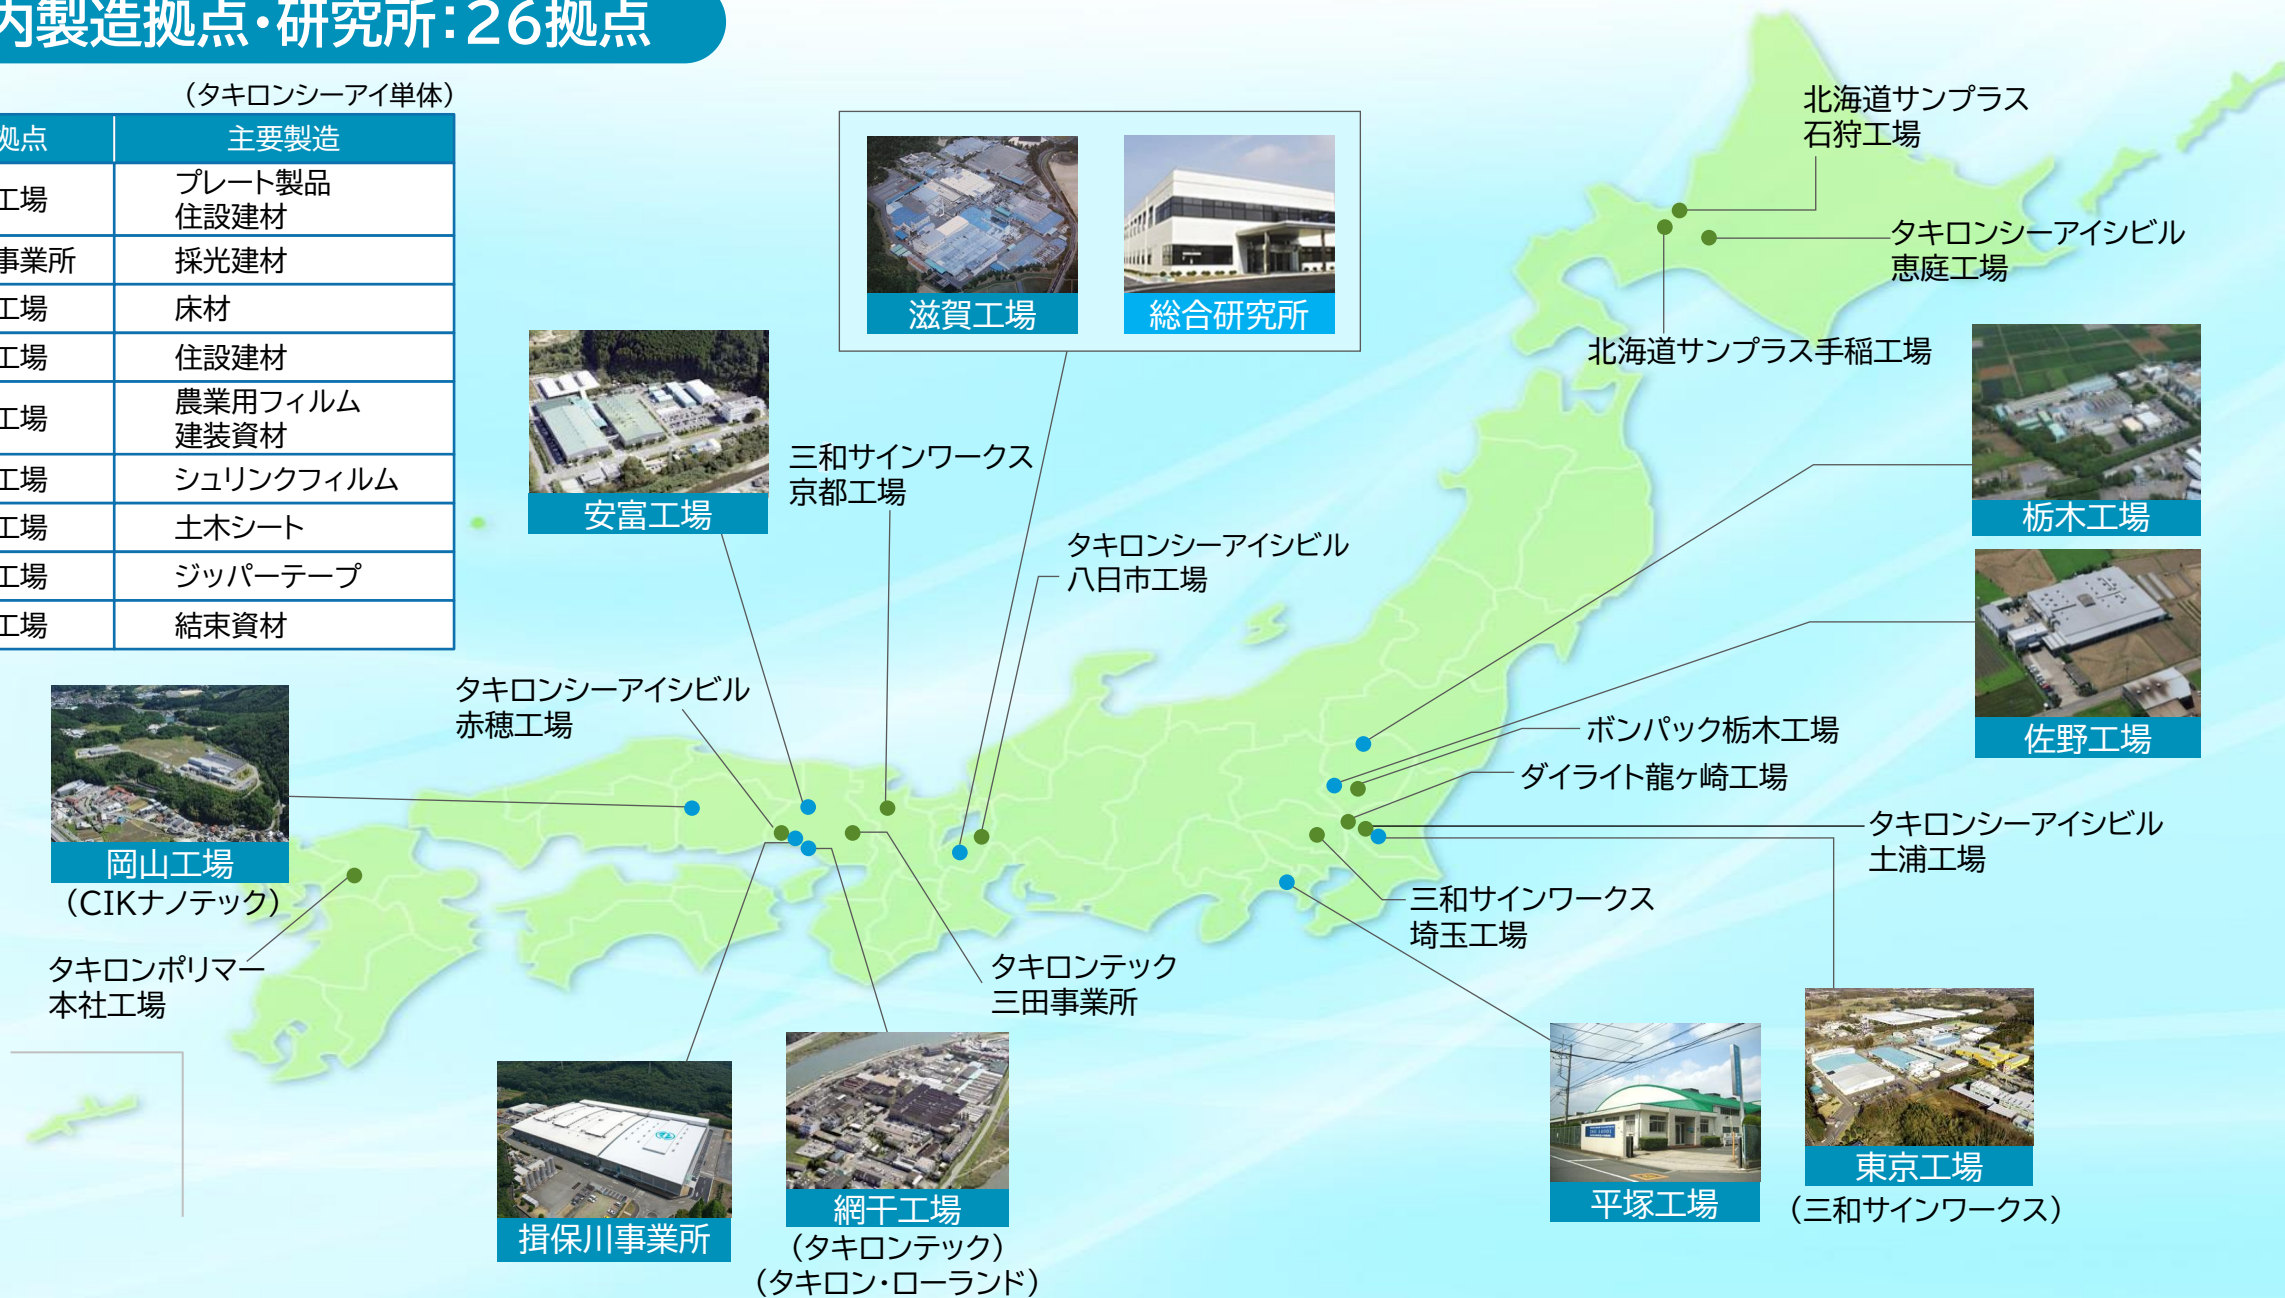 内製造拠点・研究所：26拠点
（タキロンシーアイ単体）
拠点 主要製造
工場 プレート製品
住設建材
事業所 採光建材
工場 床材
工場 住設建材
工場 農業用フィルム
建装資材
工場 シュリンクフィルム
工場 土木シート
工場 ジッパーテープ
工場 結束資材
滋賀工場
総合研究所
安富工場
三和サインワークス
京都工場
タキロンシーアイシビル
八日市工場
北海道サンプラス
石狩工場
タキロンシーアイシビル
恵庭工場
北海道サンプラス手稲工場
栃木工場
佐野工場
タキロンシーアイシビル
赤穂工場
ボンパック栃木工場
ダイライト龍ヶ崎工場
タキロンシーアイシビル
土浦工場
三和サインワークス
埼玉工場
岡山工場
（CIKナノテック）
タキロンポリマー
本社工場
タキロンテック
三田事業所
揖保川事業所
網干工場
（タキロンテック）
（タキロン・ローランド）
平塚工場
東京工場
（三和サインワークス）